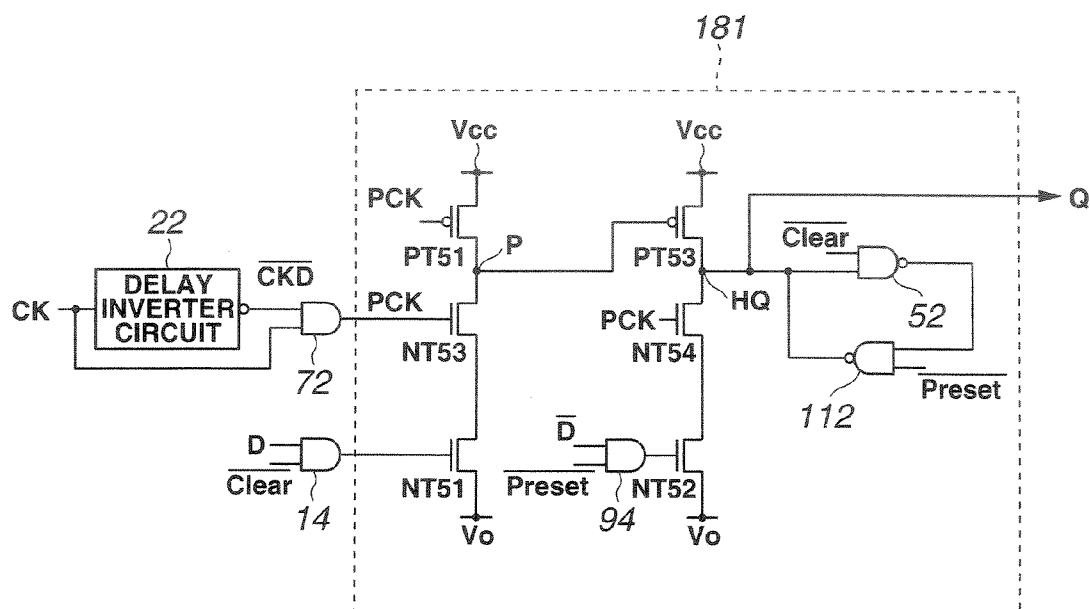 181
Vcc
Vcc
PCK
Q
22
P
PT51
PT53
Clear
CKD
DELAY
INVERTER
CIRCUIT
CK
PCK
HQ
52
NT53
PCK
NT54
72
Preset
112
D
D
Clear
NT51
Preset
NT52
14
94
Vo
Vo